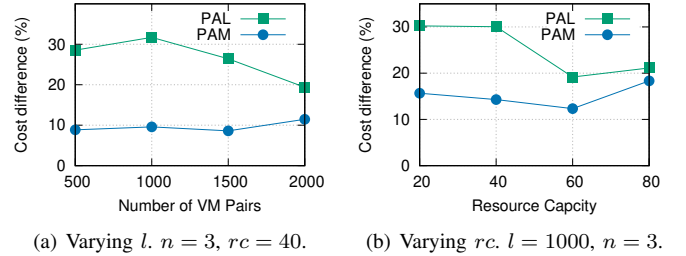 PAL
PAM
Cost difference (%)
40
30
20
10
0
500
1000
1500
2000
Number of VM Pairs
(a) Varying l. n = 3, rc = 40.
PAL
PAM
Cost difference (%)
30
20
10
0
20
40
60
80
Resource Capcity
(b) Varying rc. l = 1000, n = 3.